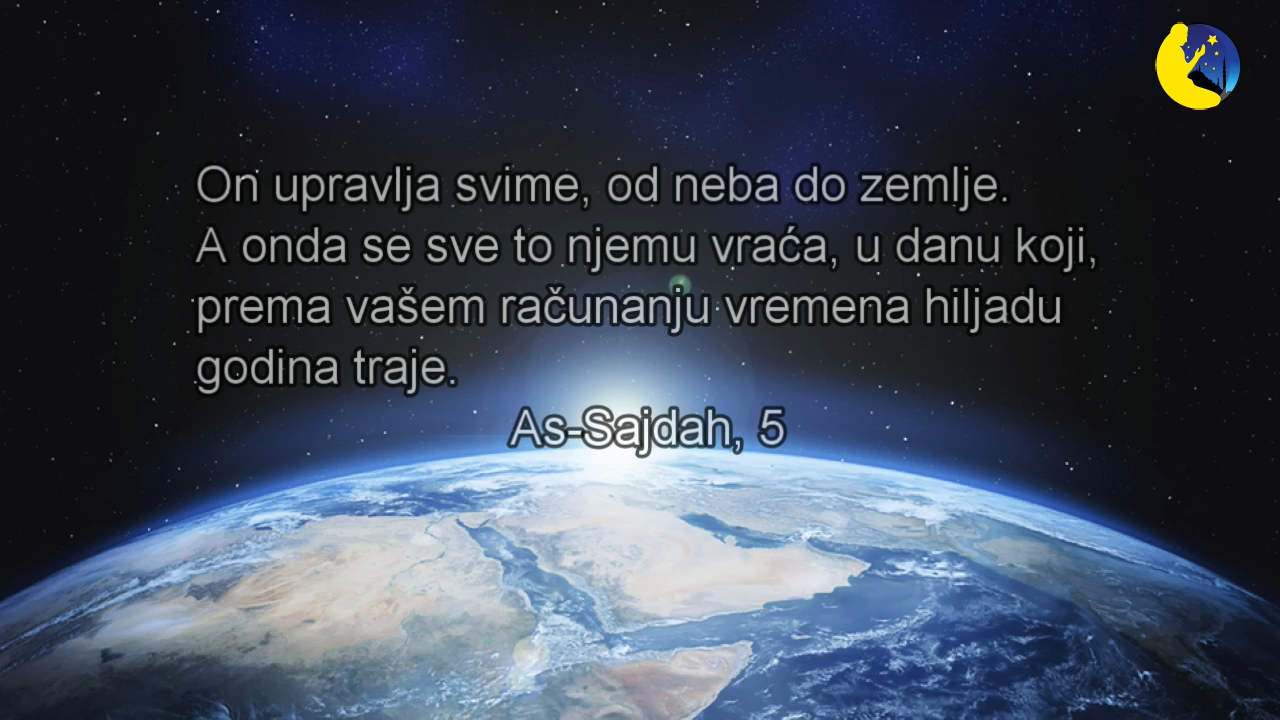 On upravlja svime, od neba do zemlje.
A onda se sve to njemu vraća, u danu koji,
prema vašem računanju vremena hiljadu
godina traje.
As-Sajdah, 5